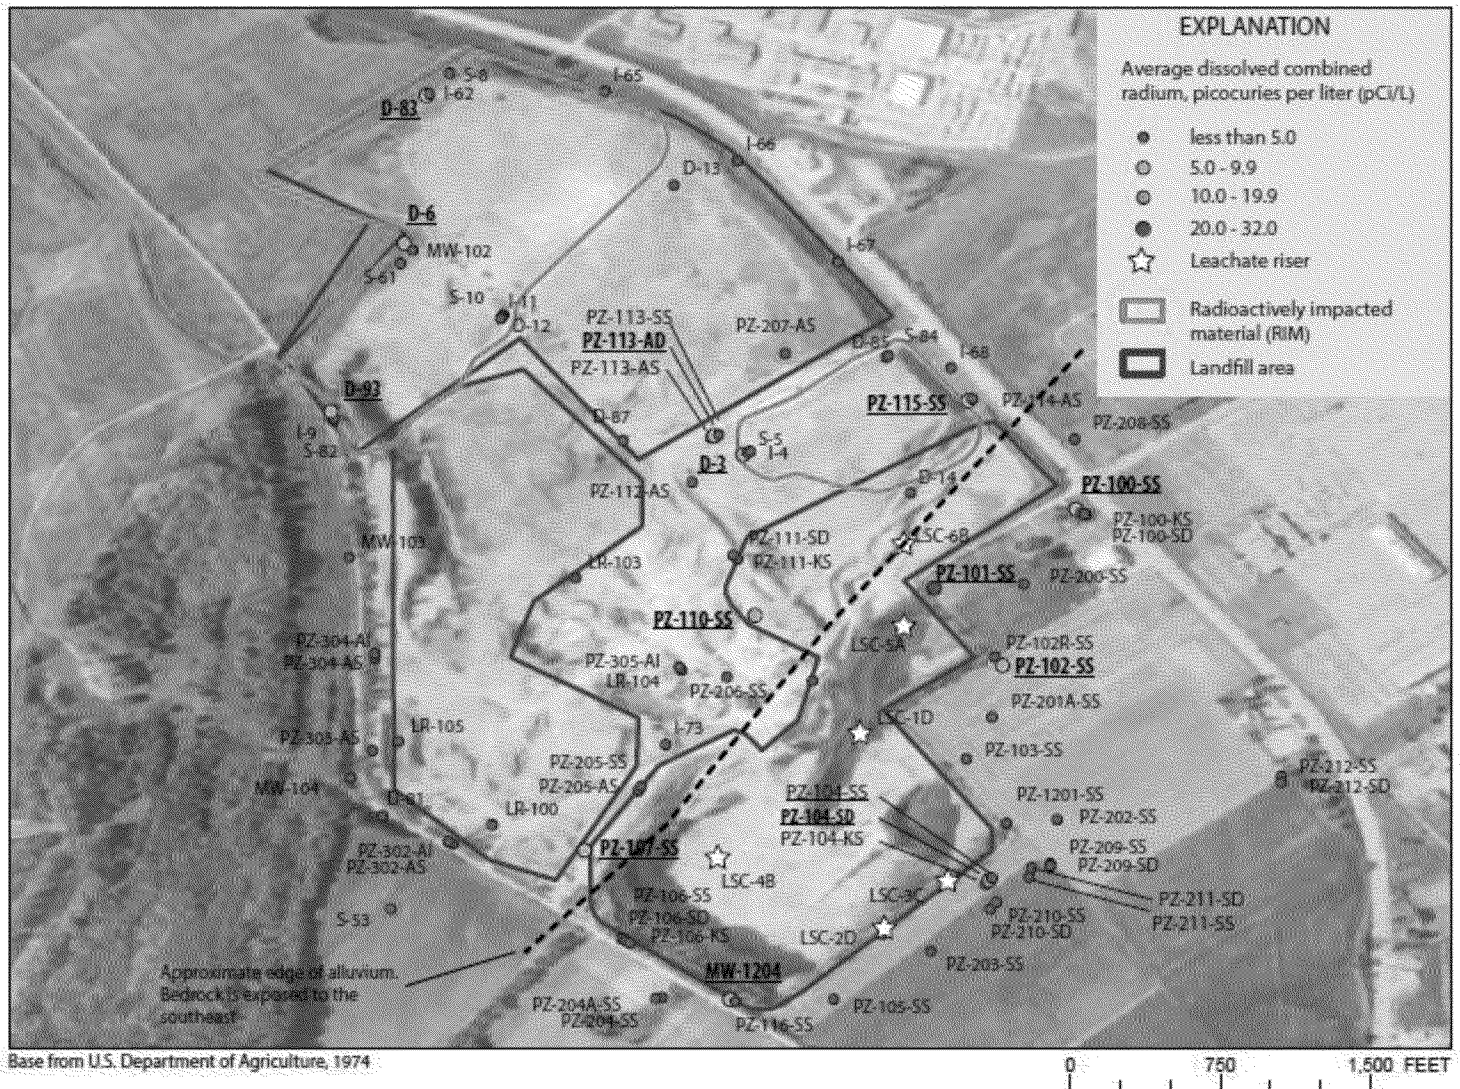 EXPLANATION
Average dissolved combined
radium, picocuries per liter (pCi/L)
less than 5.0
5.0 - 9.9
10.0 - 19.9
20.0 - 32.0
Leachate riser
Radioactively impacted
material (RIM)
Landfill area
S-8
I-62
D-83
I-65
I-66
D-13
D-6
MW-102
S-61
I-67
S-10
I-11
D-12
PZ-113-SS
PZ-113-AD
PZ-113-AS
PZ-207-AS
D-85
S-84
I-68
D-93
I-9
S-82
D-87
PZ-115-SS
PZ-114-AS
PZ-208-SS
S-5
I-4
D-3
PZ-112-AS
D-14
PZ-100-SS
PZ-100-KS
PZ-100-SD
MW-103
PZ-111-SD
PZ-111-KS
LSC-6B
LR-103
PZ-101-SS
PZ-200-SS
PZ-110-SS
PZ-304-AI
PZ-304-AS
LSC-5A
PZ-102R-SS
PZ-102-SS
PZ-305-AI
LR-104
PZ-206-SS
PZ-201A-SS
LSC-1D
LR-105
PZ-303-AS
I-73
PZ-103-SS
PZ-205-SS
PZ-205-AS
MW-104
D-81
PZ-212-SS
PZ-212-SD
LR-100
PZ-104-SS
PZ-104-SD
PZ-104-KS
PZ-1201-SS
PZ-202-SS
PZ-302-AI
PZ-302-AS
PZ-107-SS
PZ-209-SS
PZ-209-SD
LSC-4B
LSC-3C
PZ-211-SD
PZ-211-SS
PZ-106-SS
PZ-106-SD
PZ-106-KS
S-53
PZ-210-SS
PZ-210-SD
LSC-2D
PZ-203-SS
Approximate edge of alluvium.
Bedrock is exposed to the
southeast
MW-1204
PZ-204A-SS
PZ-204-SS
PZ-116-SS
PZ-105-SS
Base from U.S. Department of Agriculture, 1974
0 750 1,500 FEET